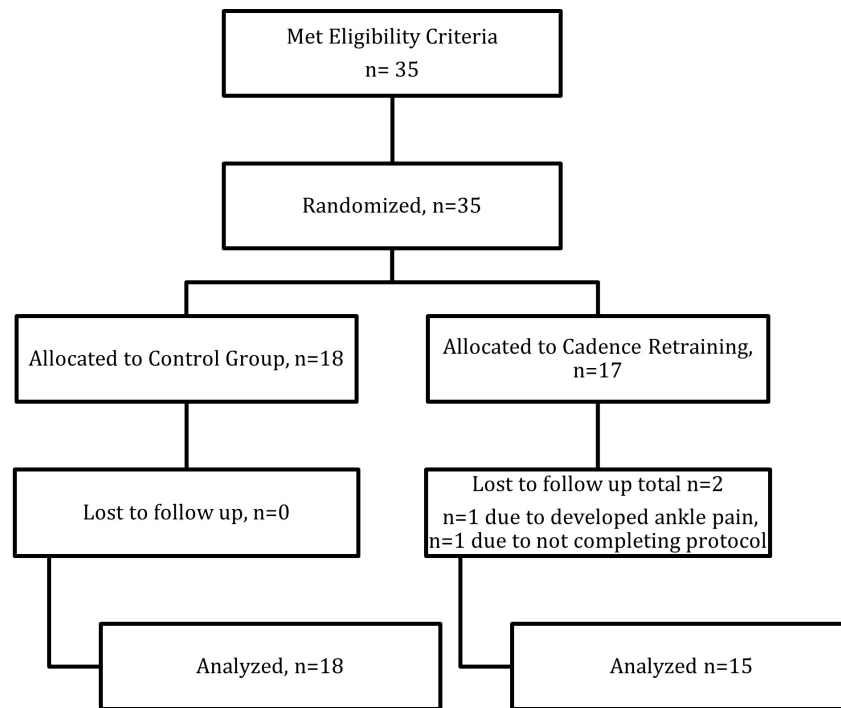 Met Eligibility Criteria
n= 35
Randomized, n=35
Allocated to Control Group, n=18
Allocated to Cadence Retraining,
n=17
Lost to follow up, n=0
Lost to follow up total n=2
n=1 due to developed ankle pain,
n=1 due to not completing protocol
Analyzed, n=18
Analyzed n=15